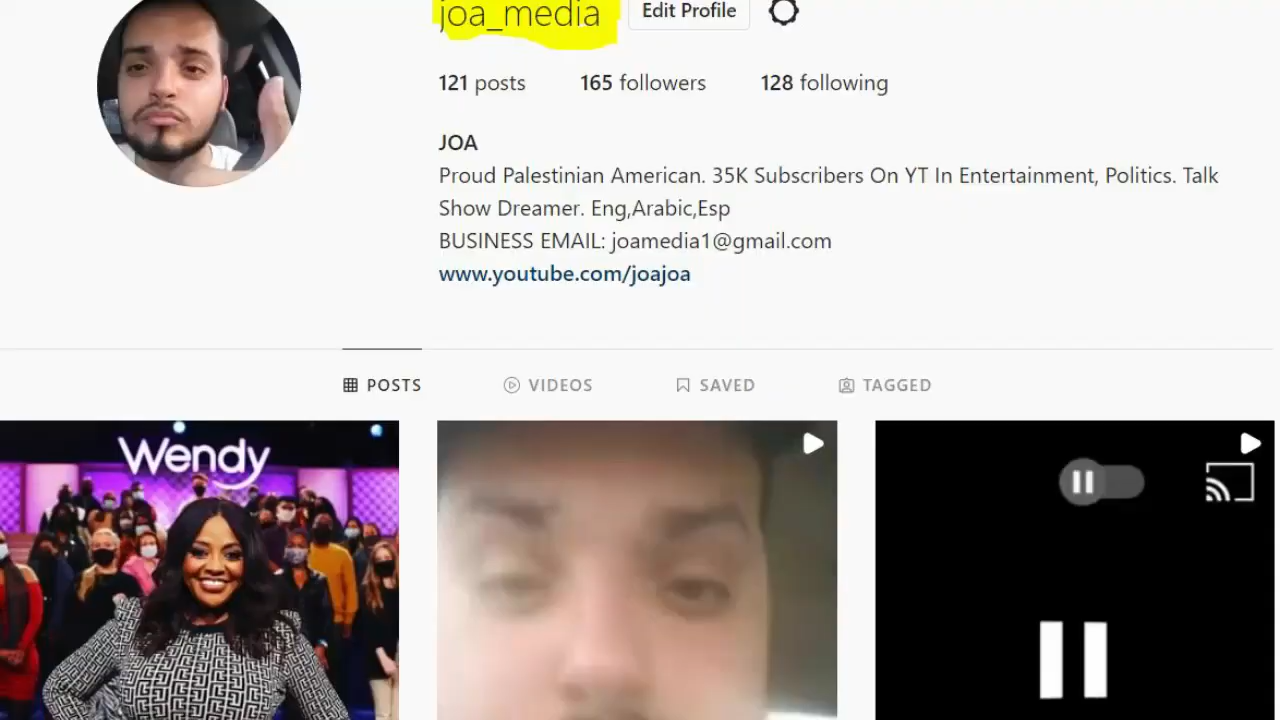 joa_media Edit Profile
121 posts 165 followers 128 following
JOA
Proud Palestinian American. 35K Subscribers On YT In Entertainment, Politics. Talk
Show Dreamer. Eng,Arabic,Esp
BUSINESS EMAIL: joamedia1@gmail.com
www.youtube.com/joajoa
POSTS VIDEOS SAVED TAGGED
Wendy